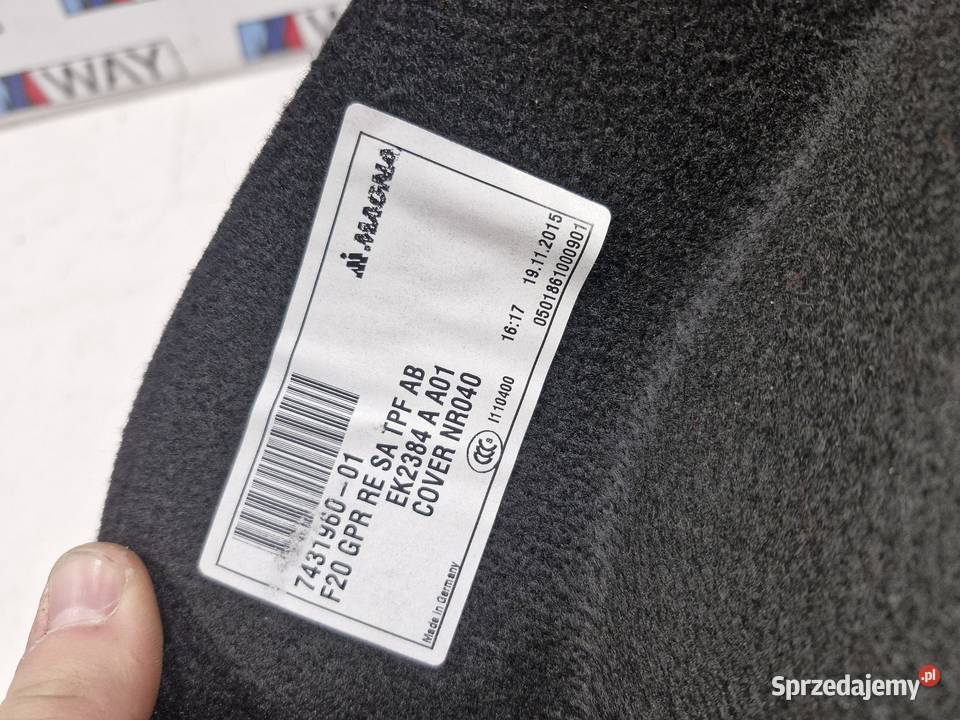 WAY
MAGNA
19.11.2015
16:17
0501861000901
7431960-01
F20 GPR RE SA TPF AB
EK2384 A A01
COVER NR040
CCC S
I110400
Made in Germany
Sprzedajemy.pl